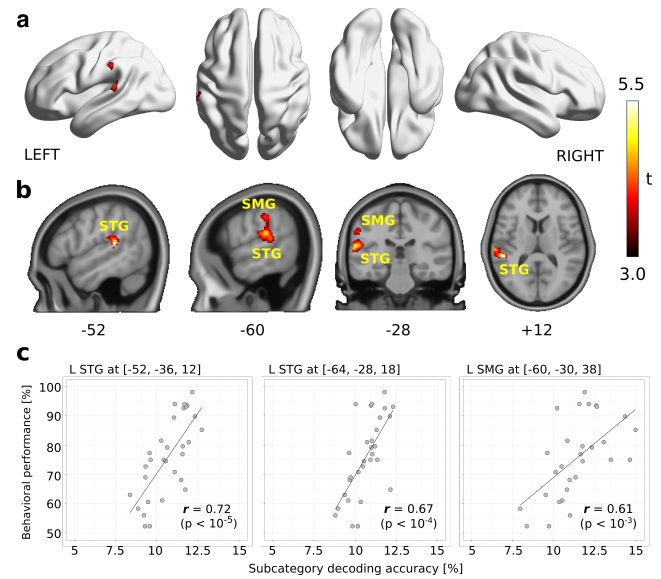 a
LEFT
RIGHT
5.5
t
3.0
b
STG
SMG
STG
SMG
STG
STG
-52
-60
-28
+12
c
L STG at [-52, -36, 12]
L STG at [-64, -28, 18]
L SMG at [-60, -30, 38]
Behavioral performance [%]
100
90
80
70
60
50
r = 0.72
(p < 10-5)
r = 0.67
(p < 10-4)
r = 0.61
(p < 10-3)
5 7.5 10 12.5 15
5 7.5 10 12.5 15
5 7.5 10 12.5 15
Subcategory decoding accuracy [%]